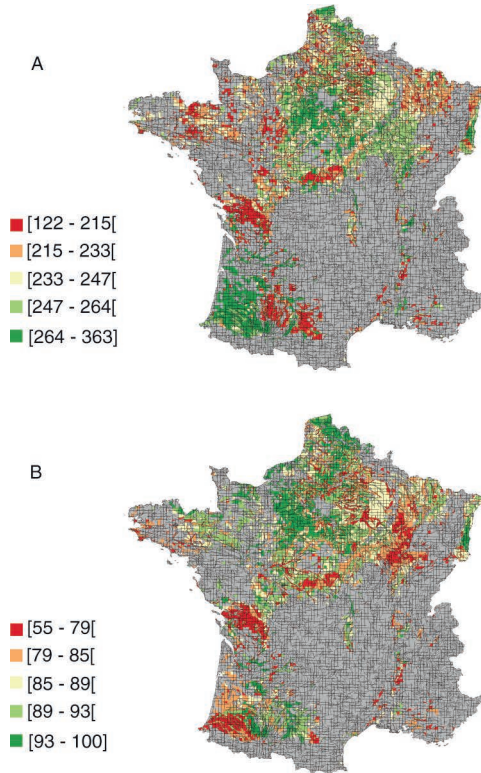 A
[122 - 215[
[215 - 233[
[233 - 247[
[247 - 264[
[264 - 363]
B
[55 - 79[
[79 - 85[
[85 - 89[
[89 - 93[
[93 - 100]